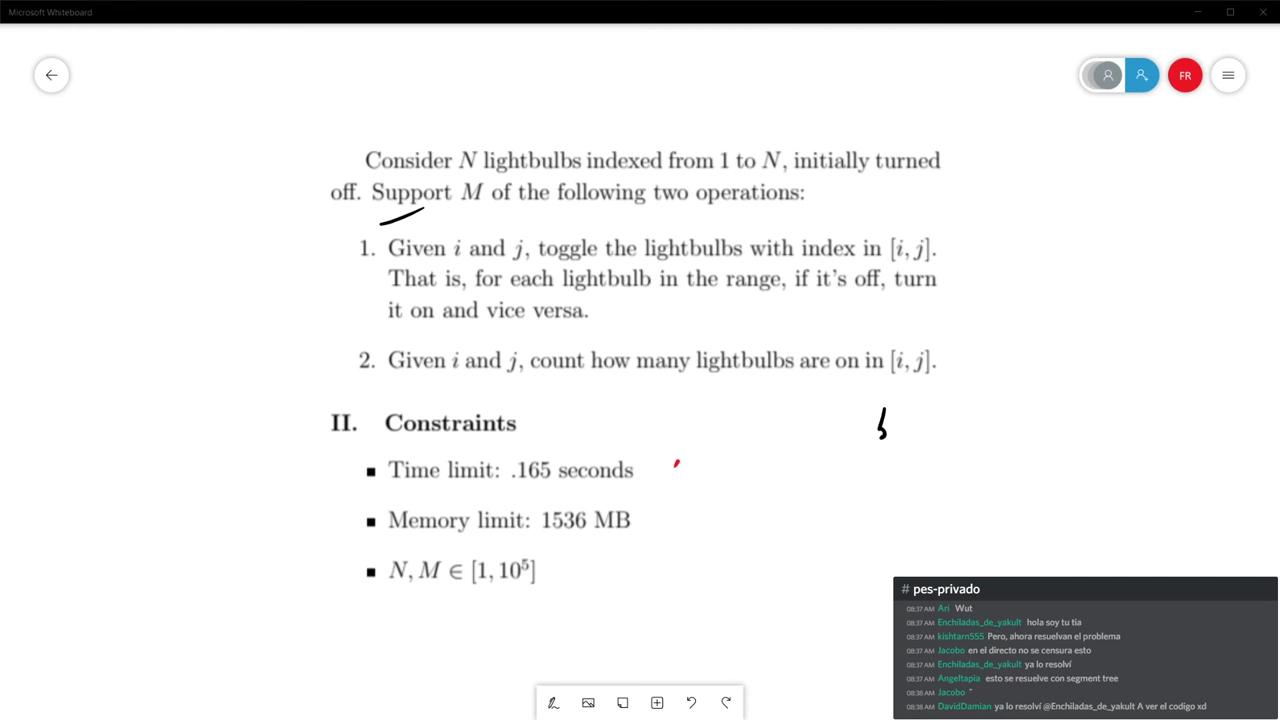 Microsoft Whiteboard
FR
Consider N lightbulbs indexed from 1 to N, initially turned
off. Support M of the following two operations:
1. Given i and j, toggle the lightbulbs with index in [i, j].
That is, for each lightbulb in the range, if it's off, turn
it on and vice versa.
2. Given i and j, count how many lightbulbs are on in [i, j].
II. Constraints
▪ Time limit: .165 seconds
▪ Memory limit: 1536 MB
▪ N, M ∈ [1, 10⁵]
# pes-privado
08:37 AM Ari Wut
08:37 AM Enchiladas_de_yakult hola soy tu tia
08:37 AM kishtarn555 Pero, ahora resuelvan el problema
08:37 AM Jacobo en el directo no se censura esto
08:37 AM Enchiladas_de_yakult ya lo resolví
08:37 AM Angeltapia esto se resuelve con segment tree
08:38 AM Jacobo "
08:38 AM DavidDamian ya lo resolví @Enchiladas_de_yakult A ver el codigo xd